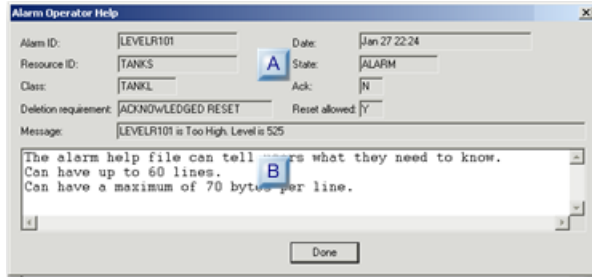 Alarm Operator Help
Alarm ID: LEVELR101 Date: Jan 27 22:24
Resource ID: TANKS A State: ALARM
Class: TANKL Ack: N
Deletion requirement: ACKNOWLEDGED RESET Reset allowed: Y
Message: LEVELR101 is Too High. Level is 525
The alarm help file can tell users what they need to know.
Can have up to 60 lines.
B
Can have a maximum of 70 bytes per line.
Done